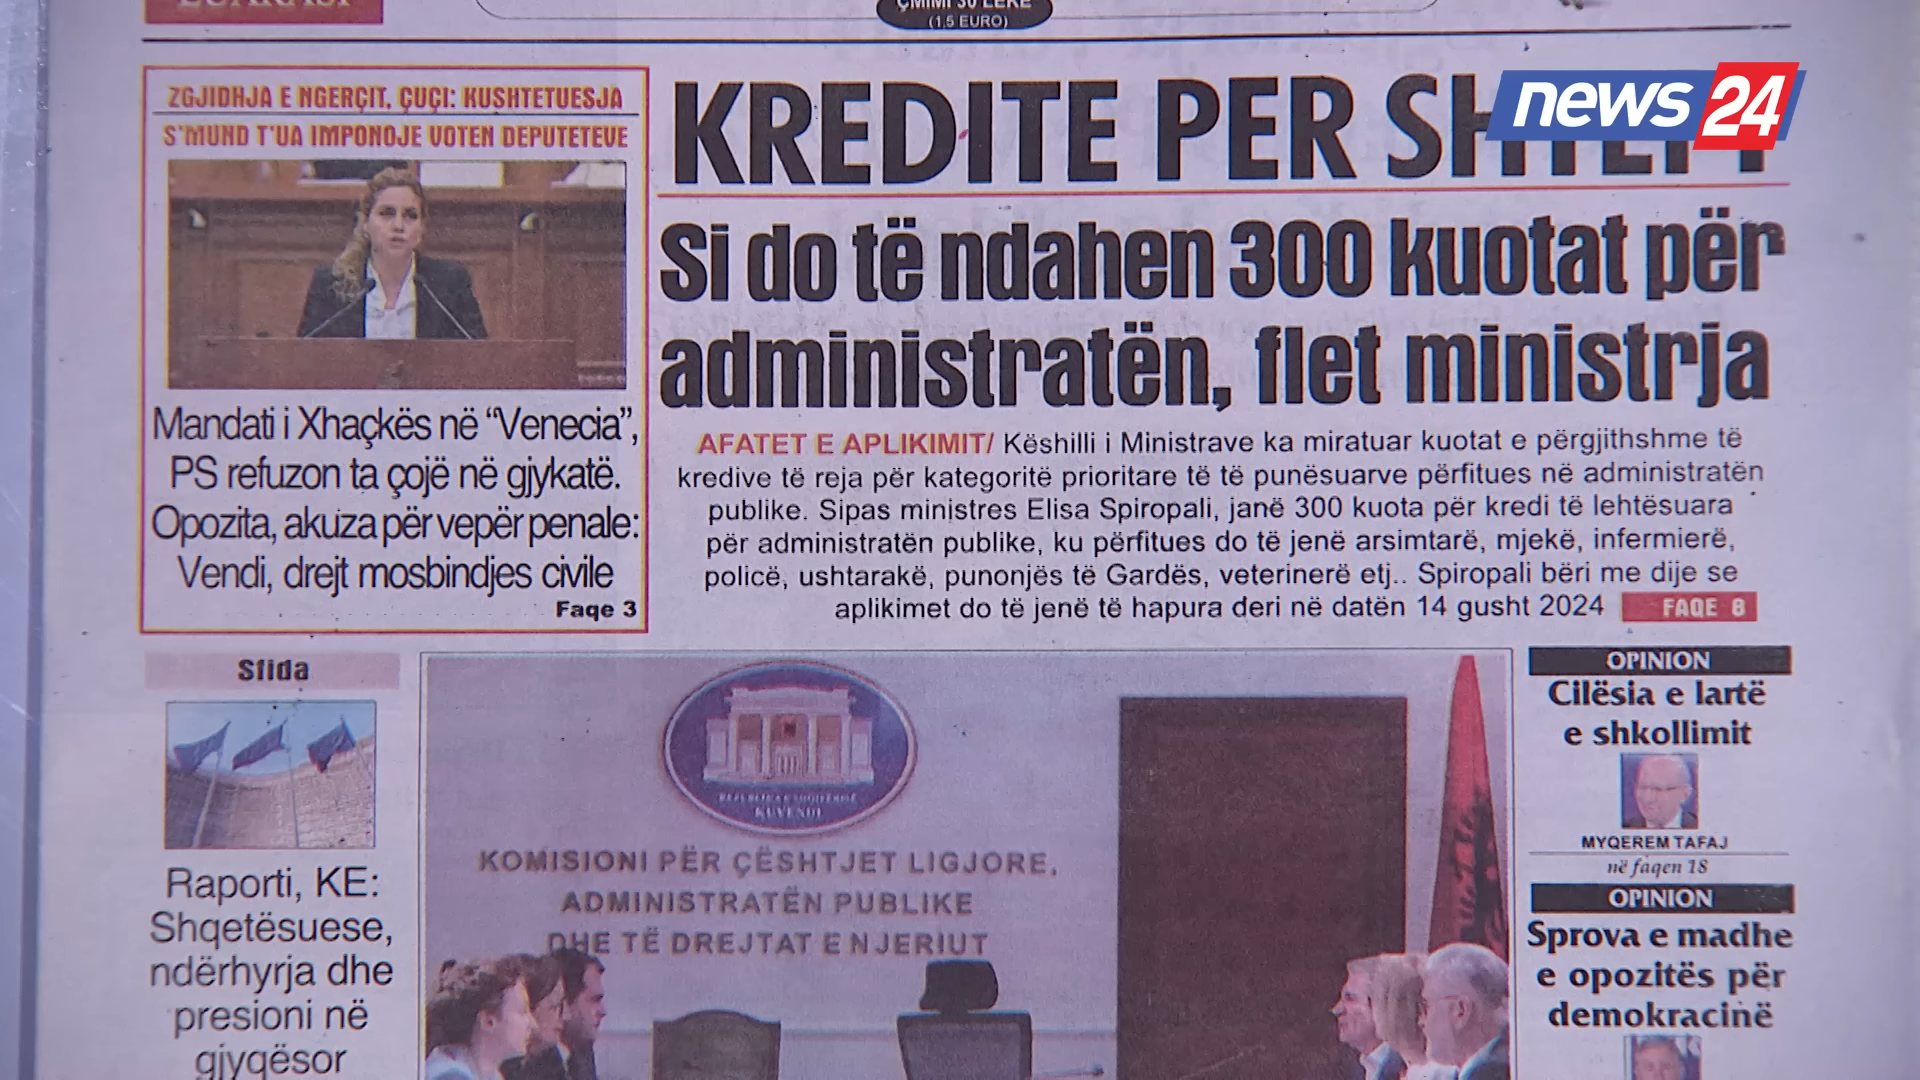 ÇMIMI 30 LEKË
(1.5 EURO)
news 24
ZGJIDHJA E NGERÇIT, ÇUÇI: KUSHTETUESJA
S'MUND T'UA IMPONOJE VOTEN DEPUTETEVE
Mandati i Xhaçkës në “Venecia”,
PS refuzon ta çojë në gjykatë.
Opozita, akuza për vepër penale:
Vendi, drejt mosbindjes civile
Faqe 3
KREDITE PER
Si do të ndahen 300 kuotat për
administratën, flet ministrja
AFATET E APLIKIMIT/ Këshilli i Ministrave ka miratuar kuotat e përgjithshme të
kredive të reja për kategoritë prioritare të të punësuarve përfitues në administratën
publike. Sipas ministres Elisa Spiropali, janë 300 kuota për kredi të lehtësuara
për administratën publike, ku përfitues do të jenë arsimtarë, mjekë, infermierë,
policë, ushtarakë, punonjës të Gardës, veterinerë etj.. Spiropali bëri me dije se
aplikimet do të jenë të hapura deri në datën 14 gusht 2024 FAQE 8
Sfida
Raporti, KE:
Shqetësuese,
ndërhyrja dhe
presioni në
gjyqësor
REPUBLIKA E SHQIPËRISË
KUVENDI
KOMISIONI PËR ÇËSHTJET LIGJORE,
ADMINISTRATËN PUBLIKE
DHE TË DREJTAT E NJERIUT
OPINION
Cilësia e lartë
e shkollimit
MYQEREM TAFAJ
në faqen 18
OPINION
Sprova e madhe
e opozitës për
demokracinë